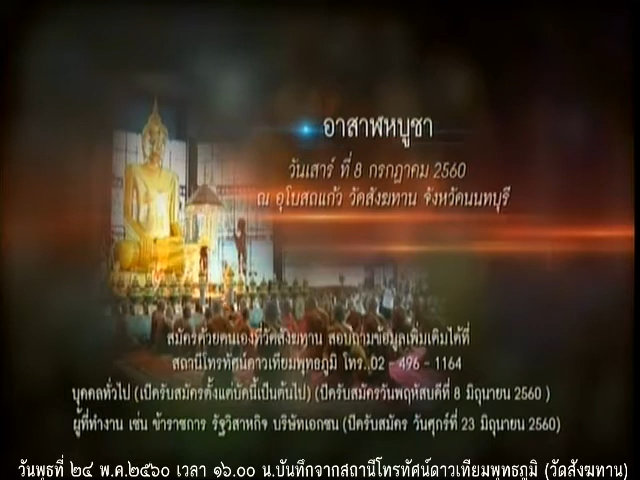 อาสาฬหบูชา
วันเสาร์ ที่ 8 กรกฎาคม 2560
ณ อุโบสถแก้ว วัดสังฆทาน จังหวัดนนทบุรี
สมัครด้วยตนเองที่วัดสังฆทาน สอบถามข้อมูลเพิ่มเติมได้ที่
สถานีโทรทัศน์ดาวเทียมพุทธภูมิ โทร. 02 - 496 - 1164
บุคคลทั่วไป (เปิดรับสมัครตั้งแต่บัดนี้เป็นต้นไป) (ปิดรับสมัครวันพฤหัสบดีที่ 8 มิถุนายน 2560 )
ผู้ที่ทำงาน เช่น ข้าราชการ รัฐวิสาหกิจ บริษัทเอกชน (ปิดรับสมัคร วันศุกร์ที่ 23 มิถุนายน 2560)
วันพุธที่ ๒๔ พ.ค.๒๕๖๐ เวลา ๑๖.๐๐ น.บันทึกจากสถานีโทรทัศน์ดาวเทียมพุทธภูมิ (วัดสังฆทาน)